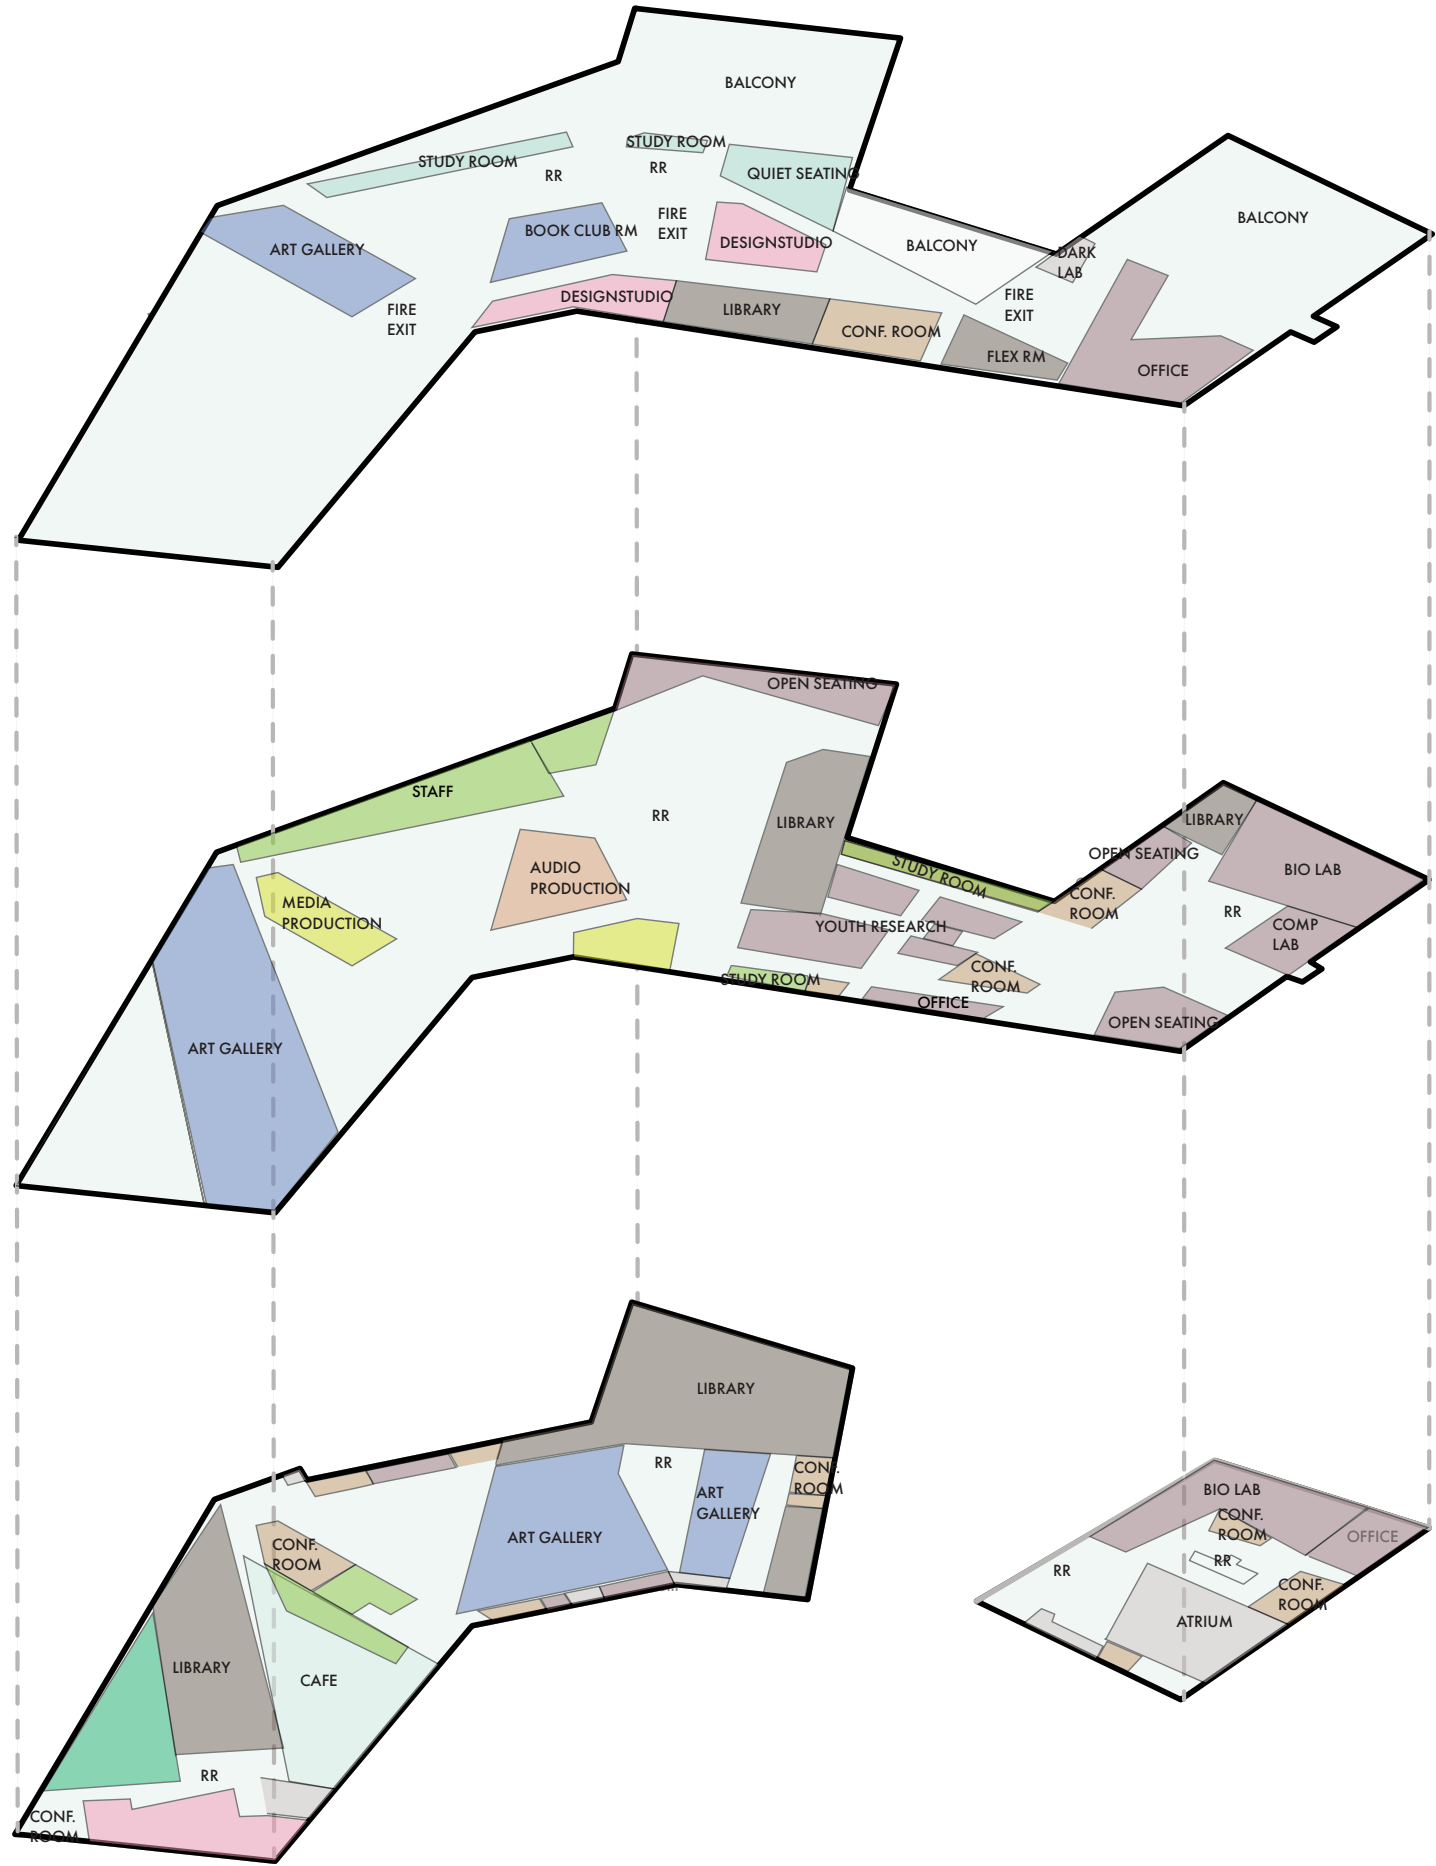 BALCONY
STUDY ROOM
STUDY ROOM
RR
RR
QUIET SEATING
BALCONY
ART GALLERY
BOOK CLUB RM
FIRE
EXIT
DESIGNSTUDIO
BALCONY
DARK
LAB
FIRE
EXIT
DESIGNSTUDIO
LIBRARY
CONF. ROOM
FIRE
EXIT
FLEX RM
OFFICE
OPEN SEATING
STAFF
RR
LIBRARY
LIBRARY
OPEN SEATING
BIO LAB
AUDIO
PRODUCTION
STUDY ROOM
CONF.
ROOM
MEDIA
PRODUCTION
RR
YOUTH RESEARCH
COMP
LAB
STUDY ROOM
CONF.
ROOM
OFFICE
OPEN SEATING
ART GALLERY
LIBRARY
RR
CONF.
ROOM
ART
GALLERY
ART GALLERY
CONF.
ROOM
LIBRARY
CAFE
RR
CONF.
ROOM
BIO LAB
CONF.
ROOM
OFFICE
RR
RR
CONF.
ROOM
ATRIUM